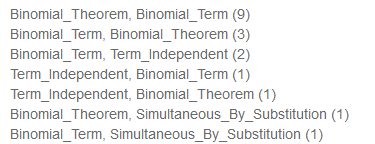 Binomial_Theorem, Binomial_Term (9)
Binomial_Term, Binomial_Theorem (3)
Binomial_Term, Term_Independent (2)
Term_Independent, Binomial_Term (1)
Term_Independent, Binomial_Theorem (1)
Binomial_Theorem, Simultaneous_By_Substitution (1)
Binomial_Term, Simultaneous_By_Substitution (1)